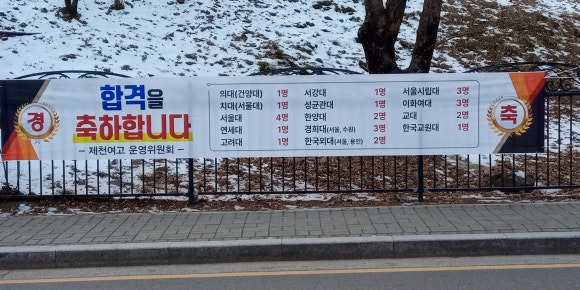 경
합격을
축하합니다
- 제천여고 운영위원회 -
의대(건양대) 1명
치대(서울대) 1명
서울대 4명
연세대 1명
고려대 1명
서강대 1명
성균관대 1명
한양대 2명
경희대(서울, 수원) 3명
한국외대(서울, 용인) 2명
서울시립대 3명
이화여대 3명
교대 2명
한국교원대 1명
축